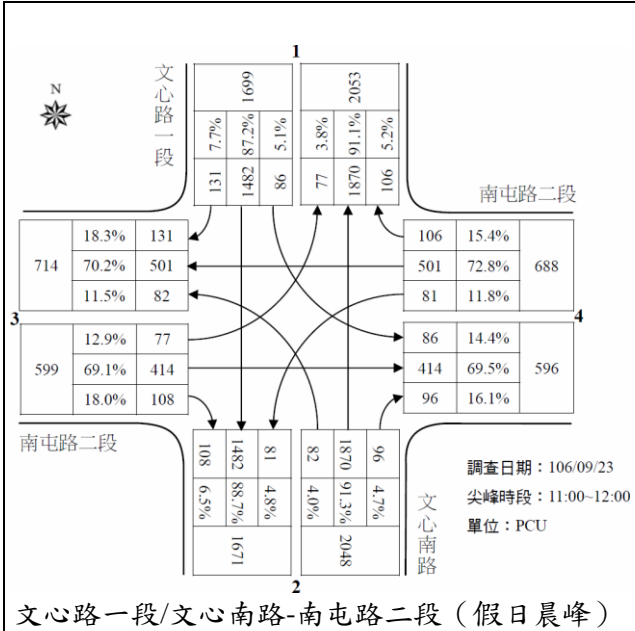 1
文心路一段
N
1699
2053
7.7% 87.2% 5.1%
3.8% 91.1% 5.2%
131 1482 86
77 1870 106
南屯路二段
714
18.3% 131
70.2% 501
11.5% 82
106 15.4%
501 72.8%
81 11.8%
688
3
4
599
12.9% 77
69.1% 414
18.0% 108
86 14.4%
414 69.5%
96 16.1%
596
南屯路二段
108 1482 81
82 1870 96
6.5% 88.7% 4.8%
4.0% 91.3% 4.7%
1671
2048
2
文心南路
調查日期：106/09/23
尖峰時段：11:00~12:00
單位：PCU
文心路一段/文心南路-南屯路二段（假日晨峰）